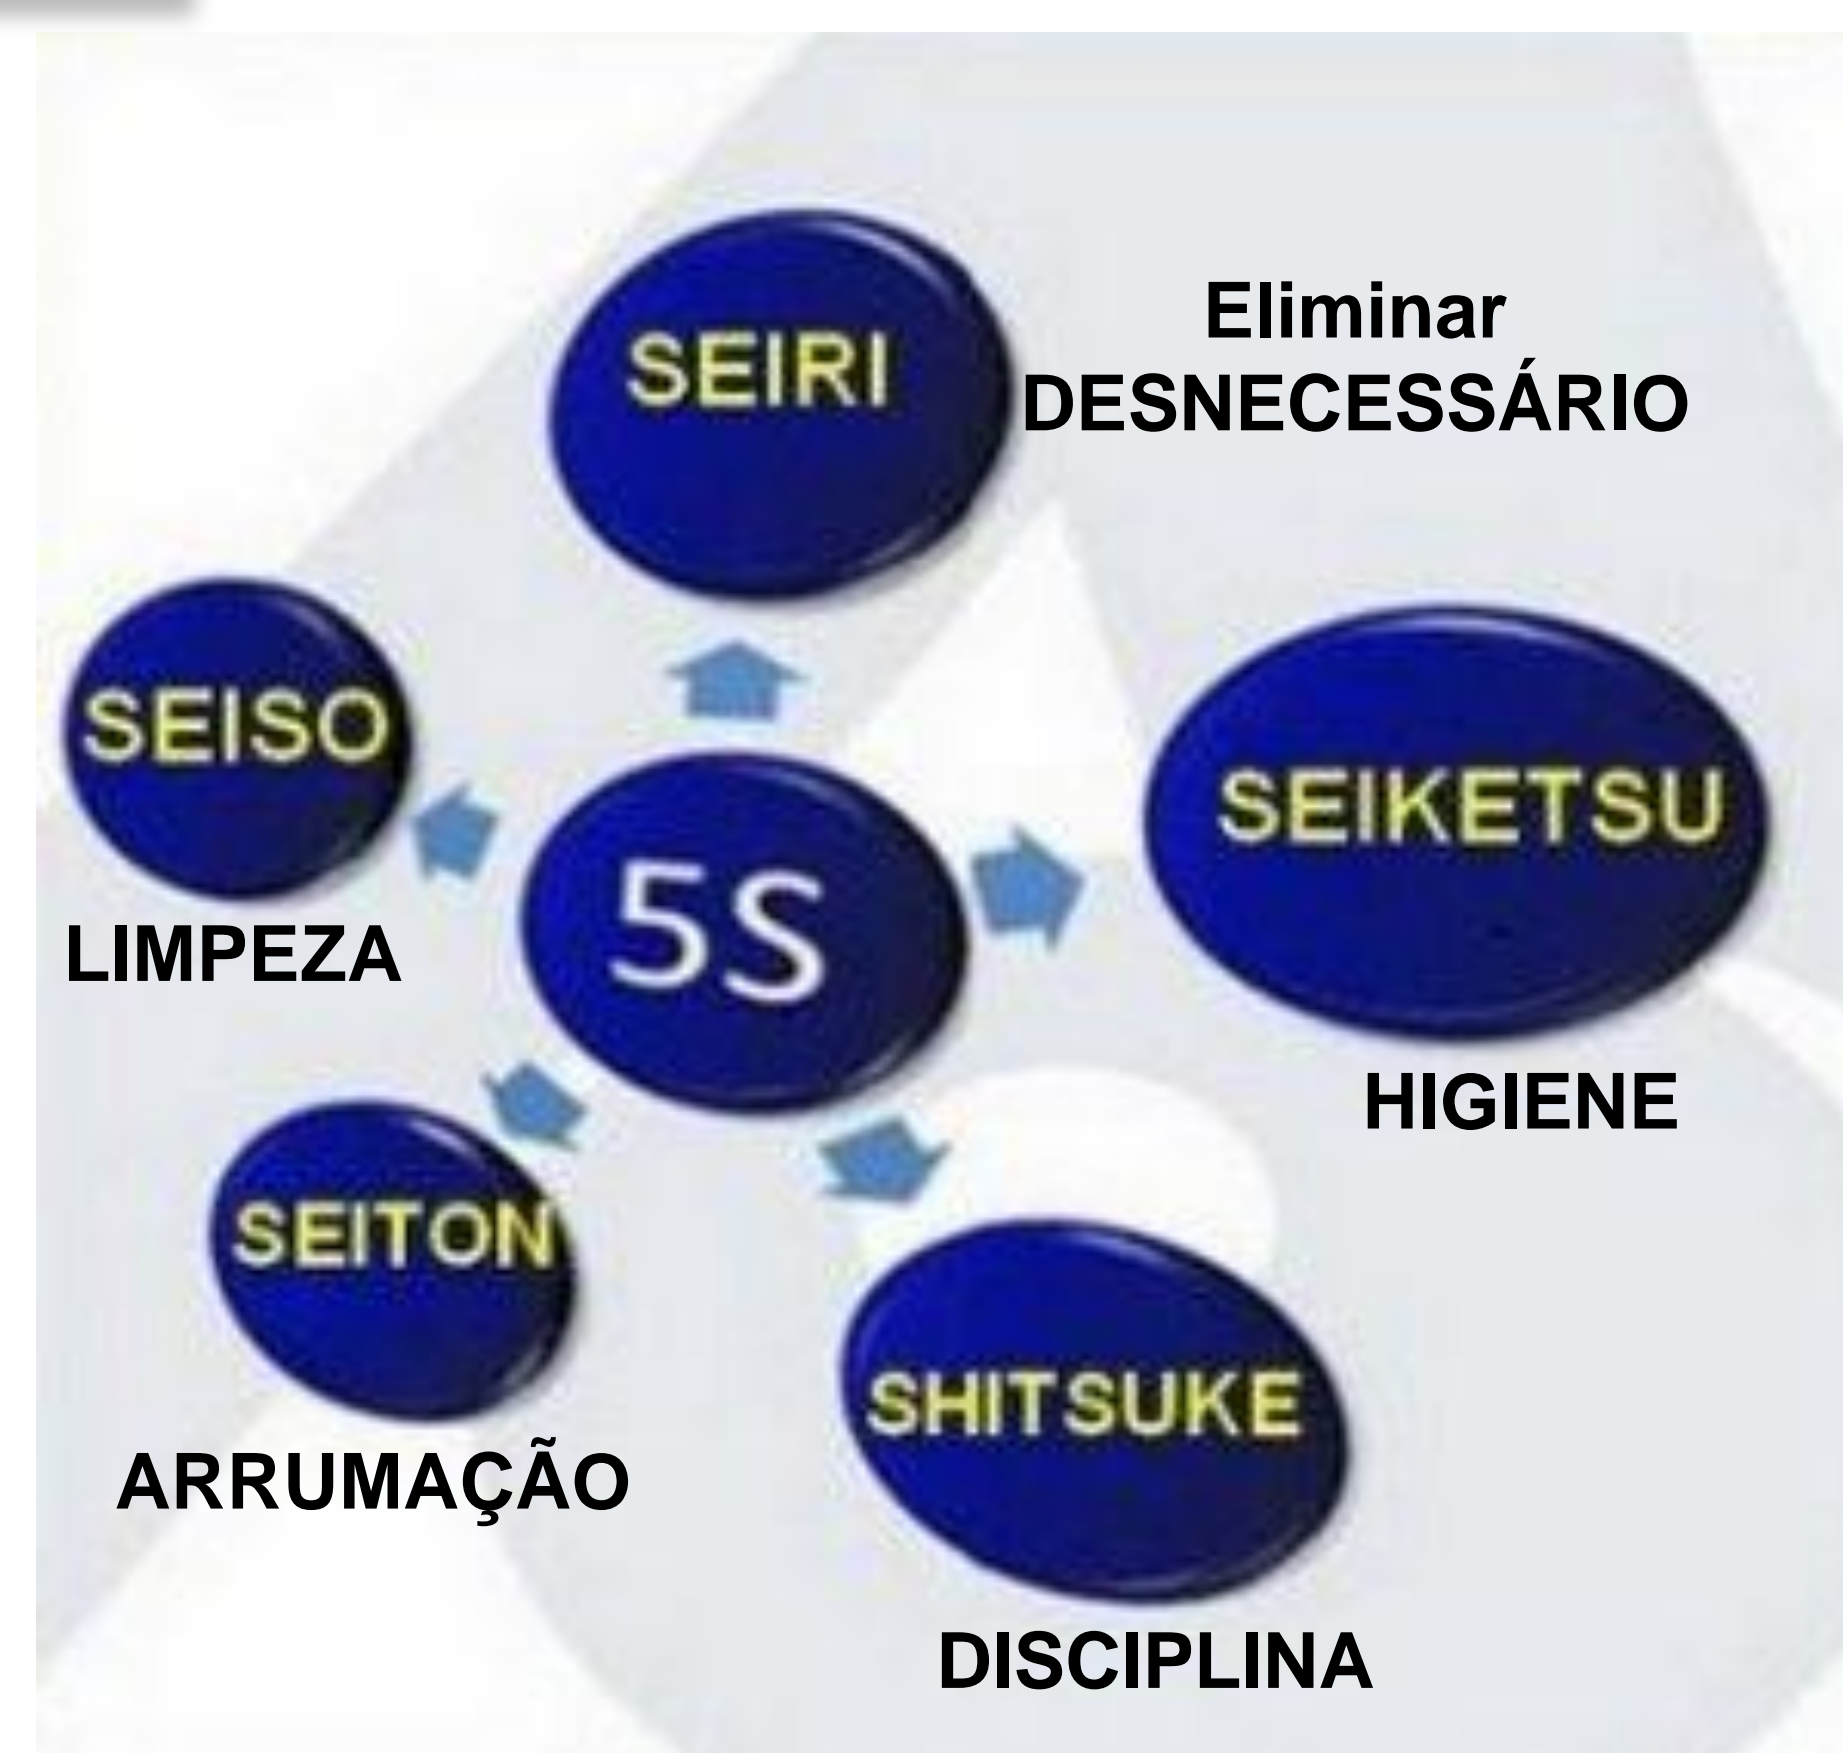 SEIRI
Eliminar
DESNECESSÁRIO
SEISO
LIMPEZA
5S
SEIKETSU
HIGIENE
SEITON
ARRUMAÇÃO
SHITSUKE
DISCIPLINA